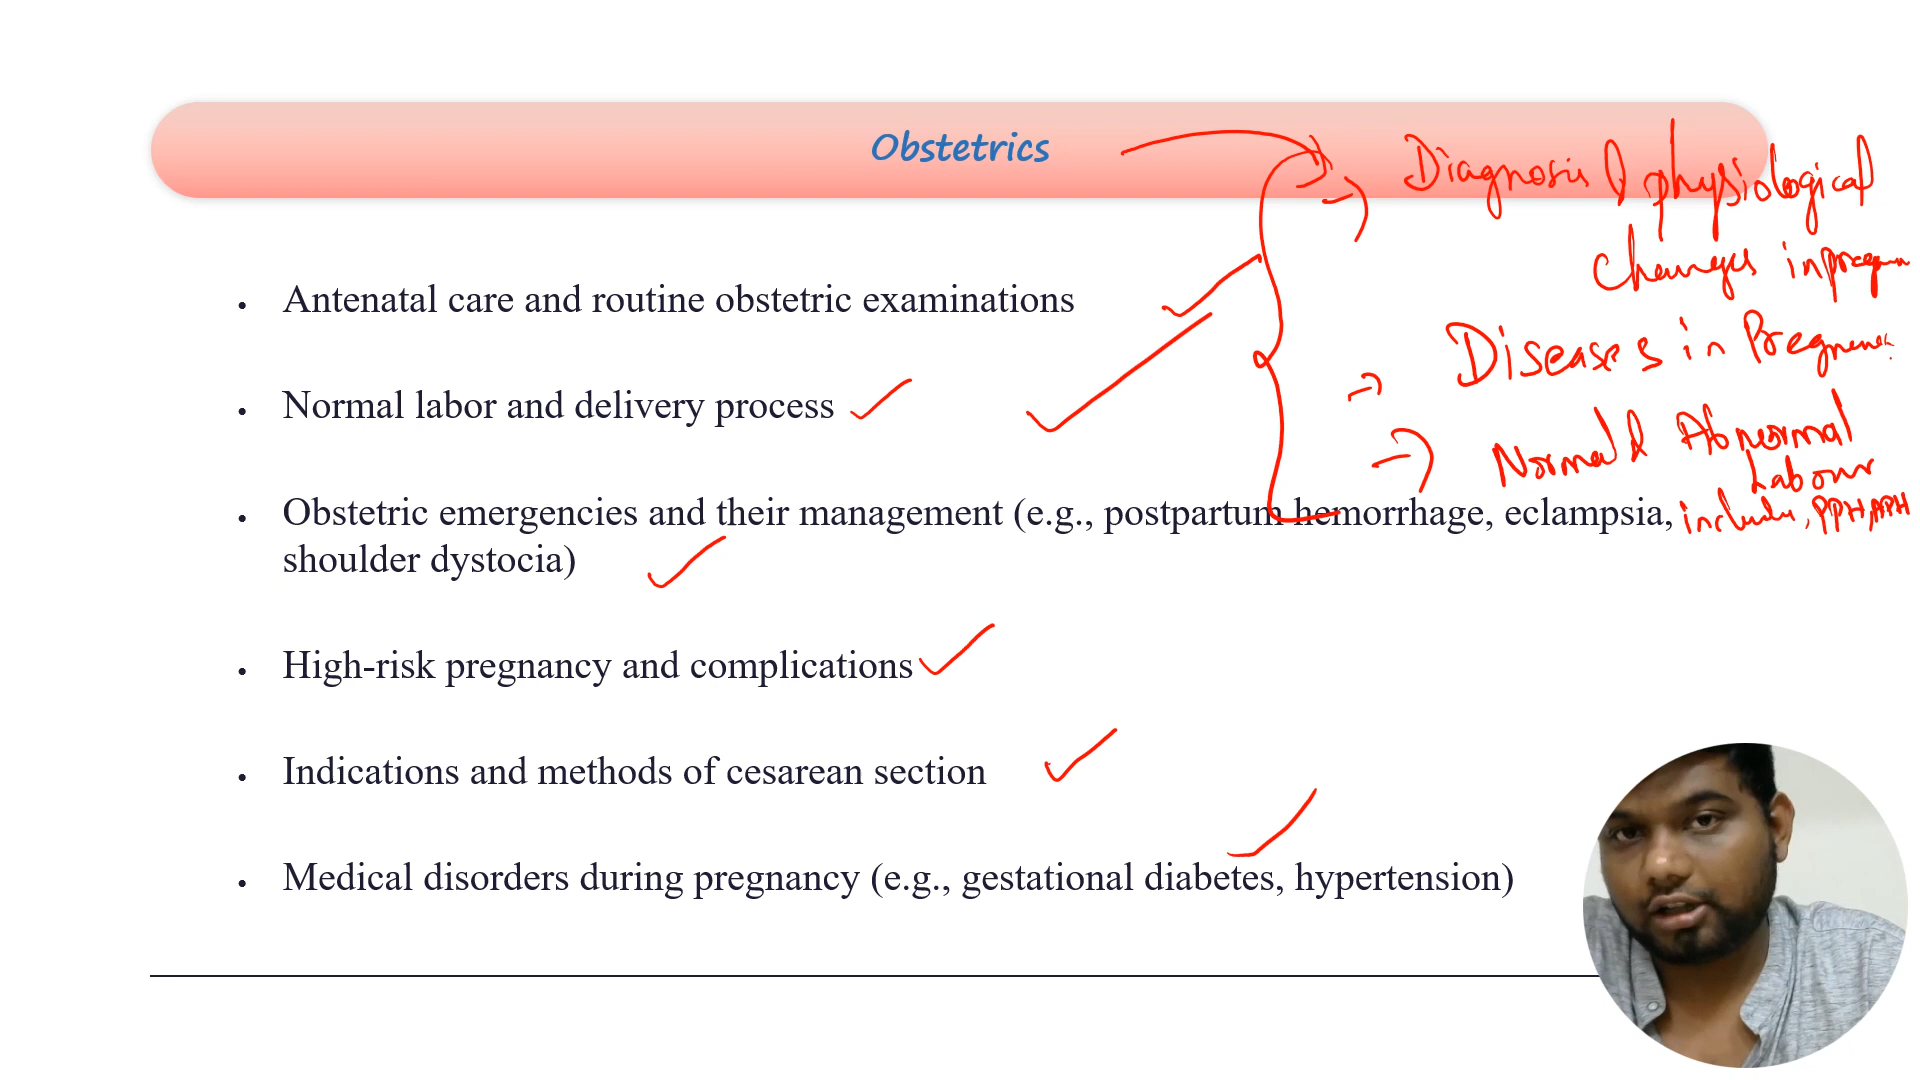 Obstetrics
Diagnosis & physiological
changes in
Diseases in
Normal & Abnormal
Labour
include, PPH, APH
• Antenatal care and routine obstetric examinations
• Normal labor and delivery process
• Obstetric emergencies and their management (e.g., postpartum hemorrhage, eclampsia,
shoulder dystocia)
• High-risk pregnancy and complications
• Indications and methods of cesarean section
• Medical disorders during pregnancy (e.g., gestational diabetes, hypertension)